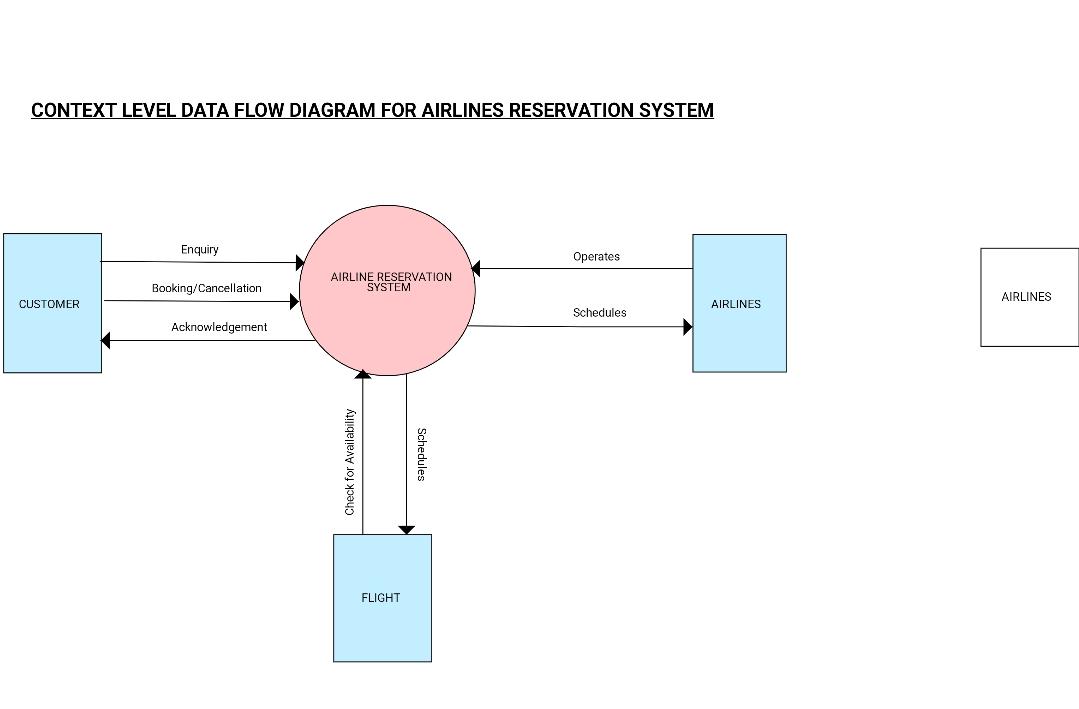 CONTEXT LEVEL DATA FLOW DIAGRAM FOR AIRLINES RESERVATION SYSTEM
CUSTOMER
Enquiry
Booking/Cancellation
Acknowledgement
AIRLINE RESERVATION
SYSTEM
Operates
Schedules
AIRLINES
AIRLINES
Check for Availability
Schedules
FLIGHT